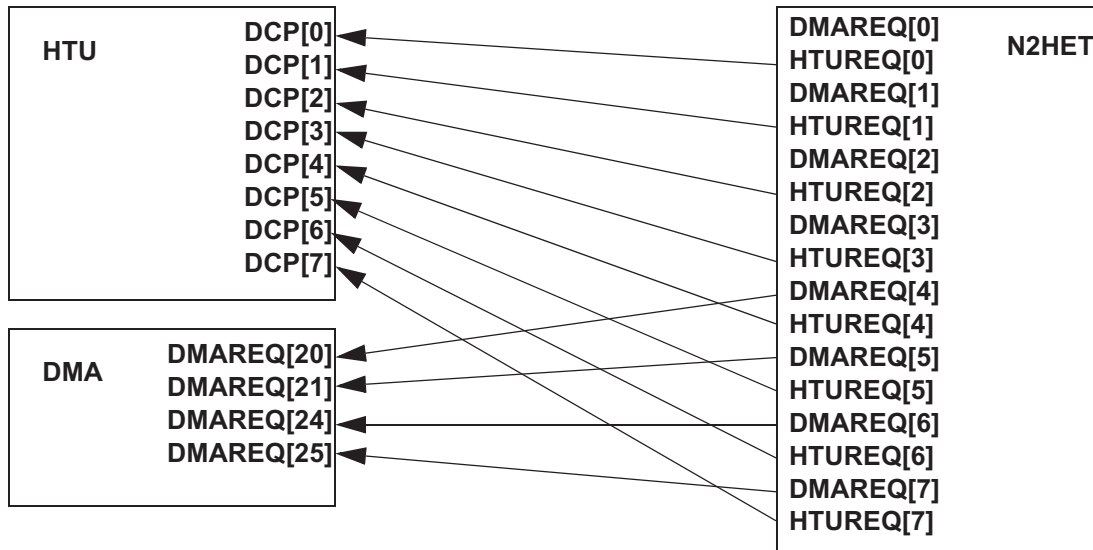 HTU
DCP[0]
DCP[1]
DCP[2]
DCP[3]
DCP[4]
DCP[5]
DCP[6]
DCP[7]
DMA
DMAREQ[20]
DMAREQ[21]
DMAREQ[24]
DMAREQ[25]
N2HET
DMAREQ[0]
HTUREQ[0]
DMAREQ[1]
HTUREQ[1]
DMAREQ[2]
HTUREQ[2]
DMAREQ[3]
HTUREQ[3]
DMAREQ[4]
HTUREQ[4]
DMAREQ[5]
HTUREQ[5]
DMAREQ[6]
HTUREQ[6]
DMAREQ[7]
HTUREQ[7]